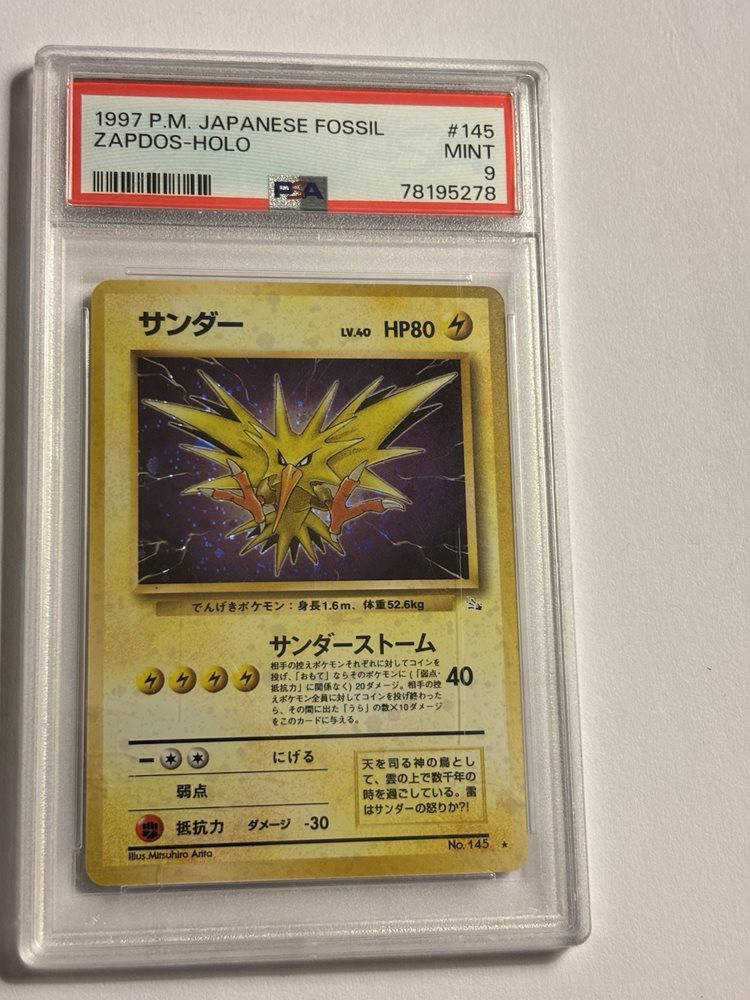 1997 P.M. JAPANESE FOSSIL #145
ZAPDOS-HOLO MINT
9
PSA 78195278
サンダー LV.40 HP80
でんげきポケモン：身長1.6m、体重52.6kg
サンダーストーム
相手の控えポケモンそれぞれに対してコインを
投げ、「おもて」ならそのポケモンに（「弱点・
抵抗力」に関係なく）20ダメージ。相手の控
えポケモン全員に対してコインを投げ終わった
ら、その間に出た「うら」の数×10ダメージ
をこのカードに与える。
40
にげる
弱点
抵抗力 ダメージ -30
天を司る神の鳥とし
て、雲の上で数千年の
時を過ごしている。雷
はサンダーの怒りか?!
Illus.Mitsuhiro Arita
No. 145